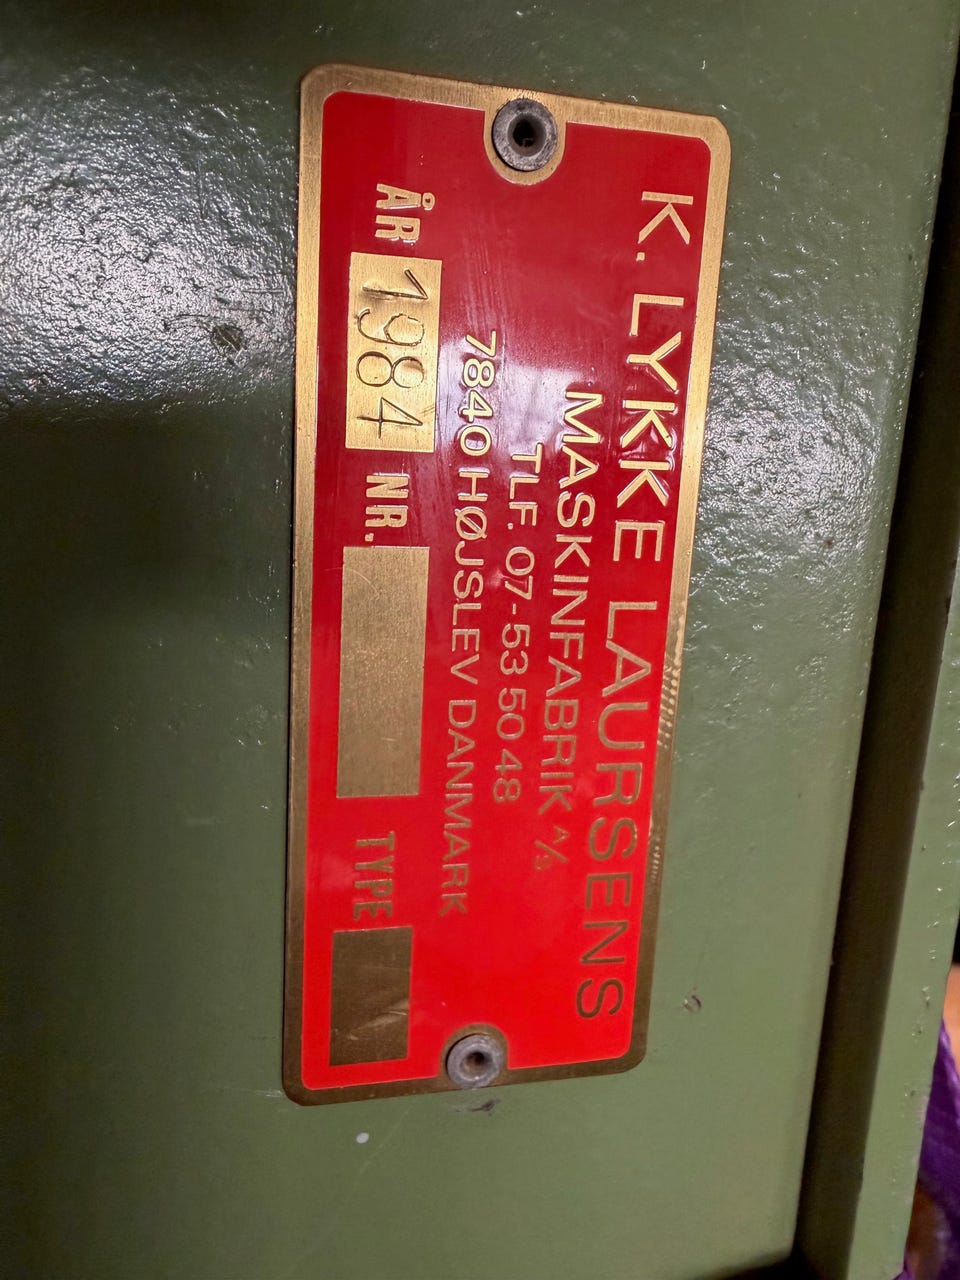 K. LYKKE LAURSENS
MASKINFABRIK A/S
TLF. 07-53 50 48
7840 HØJSLEV DANMARK
ÅR 1984 NR. TYPE